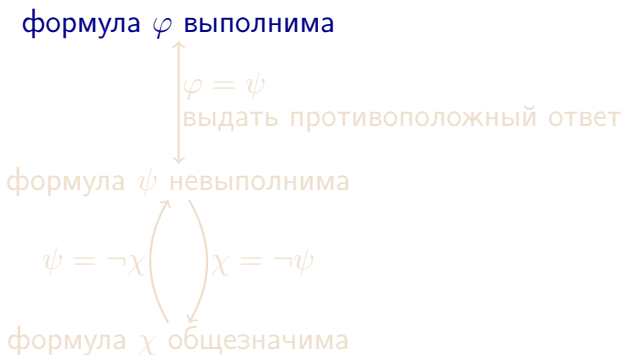 формула φ выполнима
φ = ψ
выдать противоположный ответ
формула ψ невыполнима
ψ = ¬χ χ = ¬ψ
формула χ общезначима